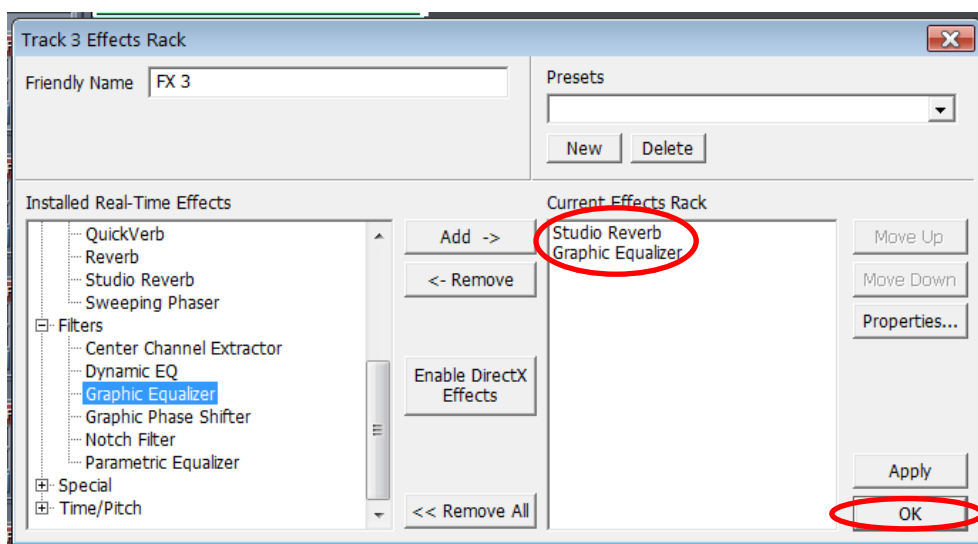 Track 3 Effects Rack
Friendly Name FX 3
Presets
New Delete
Installed Real-Time Effects
QuickVerb
Reverb
Studio Reverb
Sweeping Phaser
Filters
Center Channel Extractor
Dynamic EQ
Graphic Equalizer
Graphic Phase Shifter
Notch Filter
Parametric Equalizer
Special
Time/Pitch
Add ->
<- Remove
Enable DirectX
Effects
<< Remove All
Current Effects Rack
Studio Reverb
Graphic Equalizer
Move Up
Move Down
Properties...
Apply
OK